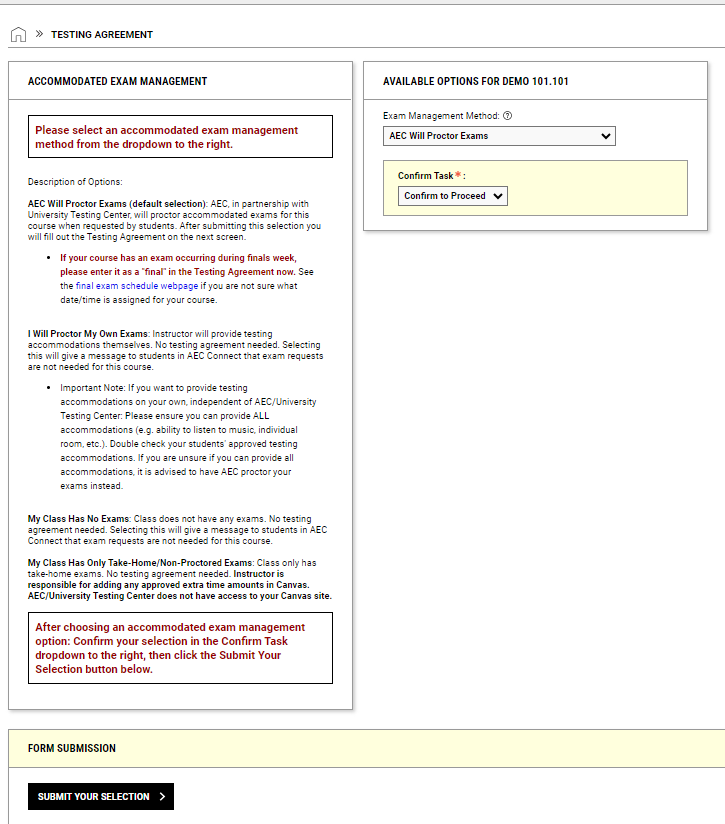 » TESTING AGREEMENT
ACCOMMODATED EXAM MANAGEMENT
Please select an accommodated exam management
method from the dropdown to the right.
Description of Options:
AEC Will Proctor Exams (default selection): AEC, in partnership with
University Testing Center, will proctor accommodated exams for this
course when requested by students. After submitting this selection you
will fill out the Testing Agreement on the next screen.
• If your course has an exam occurring during finals week,
please enter it as a "final" in the Testing Agreement now. See
the final exam schedule webpage if you are not sure what
date/time is assigned for your course.
I Will Proctor My Own Exams: Instructor will provide testing
accommodations themselves. No testing agreement needed. Selecting
this will give a message to students in AEC Connect that exam requests
are not needed for this course.
• Important Note: If you want to provide testing
accommodations on your own, independent of AEC/University
Testing Center: Please ensure you can provide ALL
accommodations (e.g. ability to listen to music, individual
room, etc.). Double check your students' approved testing
accommodations. If you are unsure if you can provide all
accommodations, it is advised to have AEC proctor your
exams instead.
My Class Has No Exams: Class does not have any exams. No testing
agreement needed. Selecting this will give a message to students in AEC
Connect that exam requests are not needed for this course.
My Class Has Only Take-Home/Non-Proctored Exams: Class only has
take-home exams. No testing agreement needed. Instructor is
responsible for adding any approved extra time amounts in Canvas.
AEC/University Testing Center does not have access to your Canvas site.
After choosing an accommodated exam management
option: Confirm your selection in the Confirm Task
dropdown to the right, then click the Submit Your
Selection button below.
AVAILABLE OPTIONS FOR DEMO 101.101
Exam Management Method: ?
AEC Will Proctor Exams
Confirm Task * :
Confirm to Proceed
FORM SUBMISSION
SUBMIT YOUR SELECTION